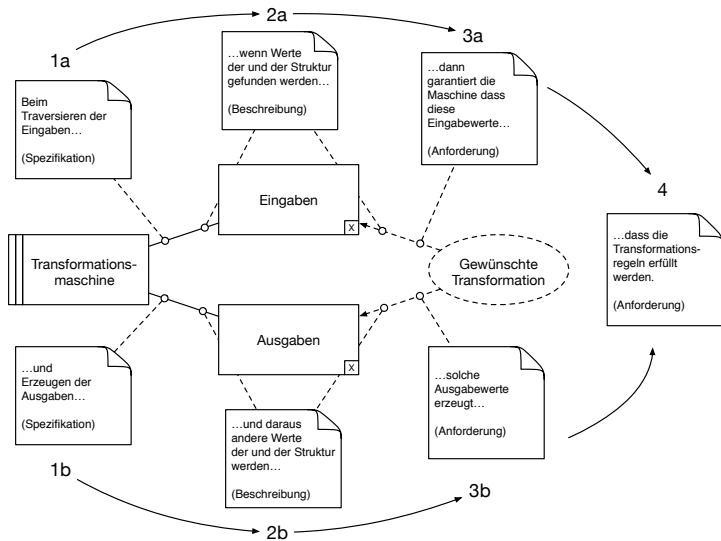 1a
2a
3a
Beim
Traversieren der
Eingaben…
(Spezifikation)
…wenn Werte
der und der Struktur
gefunden werden…
(Beschreibung)
…dann
garantiert die
Maschine dass
diese
Eingabewerte…
(Anforderung)
4
…dass die
Transformations-
regeln erfüllt
werden.
(Anforderung)
Eingaben
X
Transformations-
maschine
Gewünschte
Transformation
Ausgaben
X
…und
Erzeugen der
Ausgaben…
(Spezifikation)
…und daraus
andere Werte
der und der Struktur
werden…
(Beschreibung)
…solche
Ausgabewerte
erzeugt…
(Anforderung)
1b
2b
3b